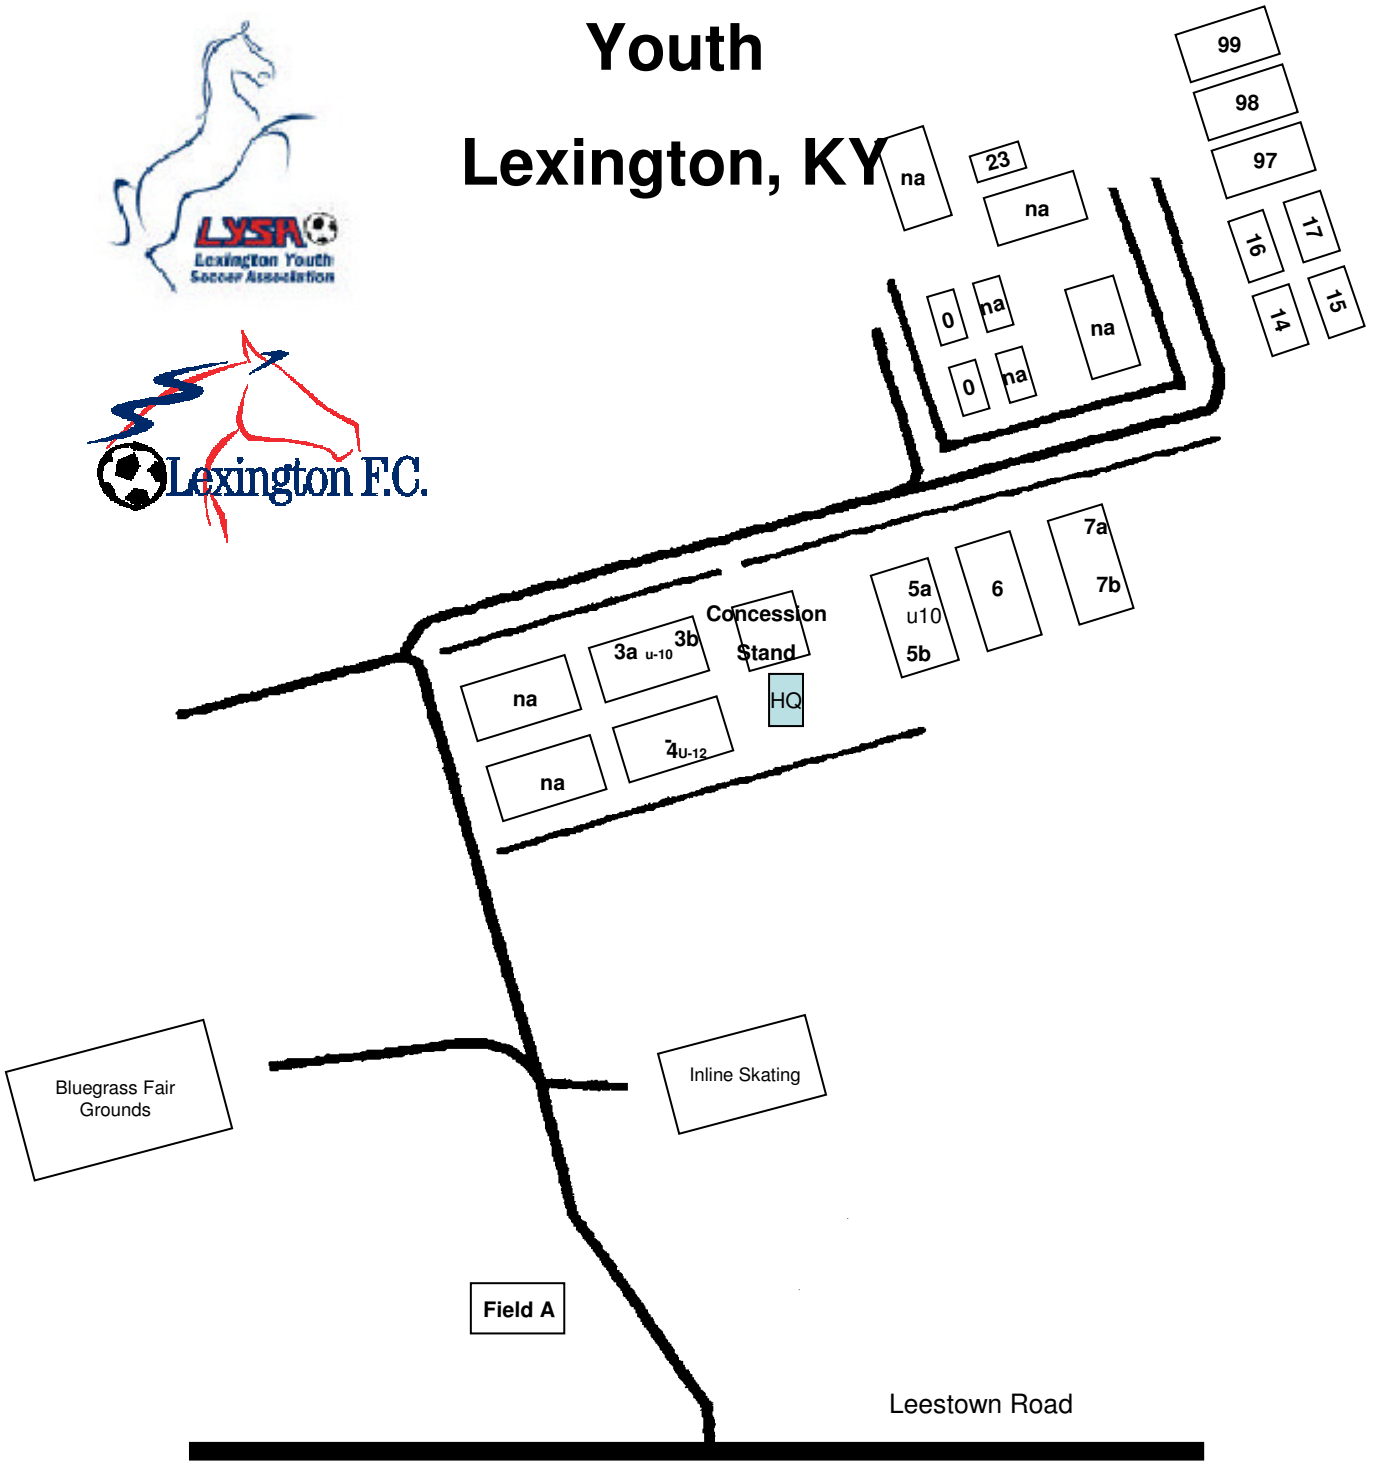 Youth
Lexington, KY
LYSA
Lexington Youth
Soccer Association
Lexington F.C.
99
98
97
na
23
na
16
17
14
15
0
na
na
0
na
7a
7b
5a
u10
5b
6
Concession
Stand
HQ
3a u-10 3b
na
-4U-12
na
Bluegrass Fair
Grounds
Inline Skating
Field A
Leestown Road